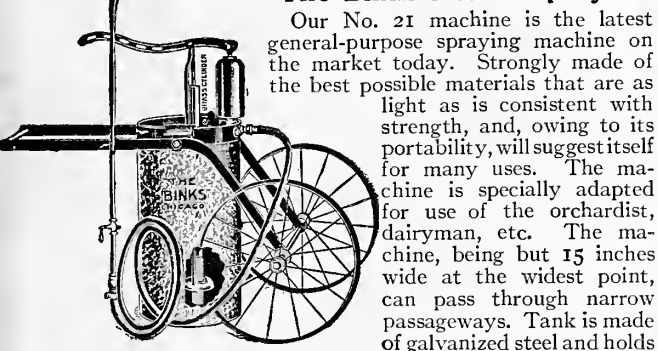 Our No. 21 machine is the latest
general-purpose spraying machine on
the market today. Strongly made of
the best possible materials that are as
light as is consistent with
strength, and, owing to its
portability, will suggest itself
for many uses. The ma-
chine is specially adapted
for use of the orchardist,
dairyman, etc. The ma-
chine, being but 15 inches
wide at the widest point,
can pass through narrow
passageways. Tank is made
of galvanized steel and holds
BRASS CYLINDER
THE
BINKS
CHICAGO